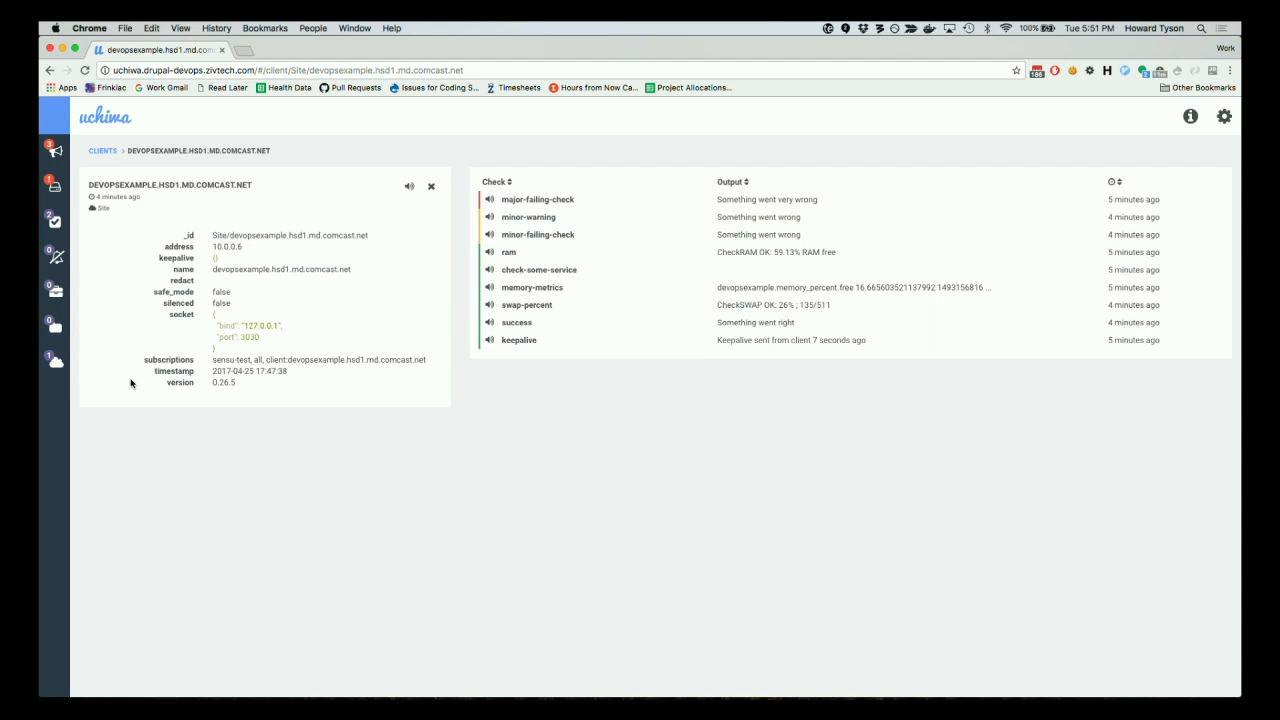 Chrome File Edit View History Bookmarks People Window Help 100% Tue 5:51 PM Howard Tyson
devopsexample.hsd1.md.com Work
uchiwa.drupal-devops.zivtech.com/#/client/Site/devopsexample.hsd1.md.comcast.net
Apps Frinkiac Work Gmail Read Later Health Data Pull Requests Issues for Coding S... Timesheets Hours from Now Ca... Project Allocations... Other Bookmarks
uchiwa
CLIENTS > DEVOPSEXAMPLE.HSD1.MD.COMCAST.NET
3
1
2
0
0
0
1
DEVOPSEXAMPLE.HSD1.MD.COMCAST.NET
4 minutes ago
Site
_id Site/devopsexample.hsd1.md.comcast.net
address 10.0.0.6
keepalive {}
name devopsexample.hsd1.md.comcast.net
redact
safe_mode false
silenced false
socket {
"bind": "127.0.0.1",
"port": 3030
}
subscriptions sensu-test, all, client:devopsexample.hsd1.md.comcast.net
timestamp 2017-04-25 17:47:38
version 0.26.5
Check Output
major-failing-check Something went very wrong 5 minutes ago
minor-warning Something went wrong 4 minutes ago
minor-failing-check Something went wrong 4 minutes ago
ram CheckRAM OK: 59.13% RAM free 5 minutes ago
check-some-service 5 minutes ago
memory-metrics devopsexample.memory_percent.free 16.665603521137992 1493156816 ... 5 minutes ago
swap-percent CheckSWAP OK: 26% ; 135/511 4 minutes ago
success Something went right 4 minutes ago
keepalive Keepalive sent from client 7 seconds ago 5 minutes ago